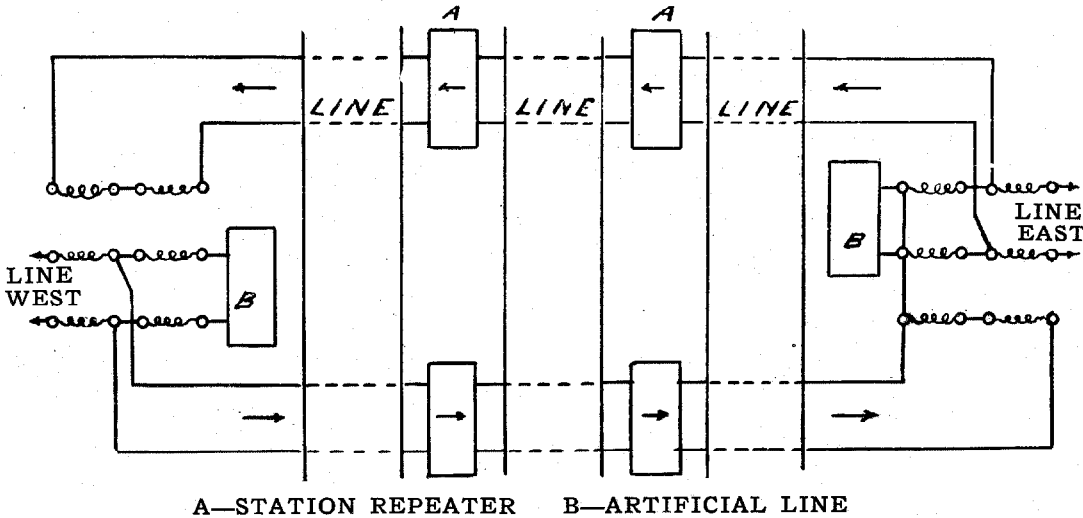 A A
LINE LINE LINE
LINE
EAST
B
LINE
WEST
B
A—STATION REPEATER B—ARTIFICIAL LINE